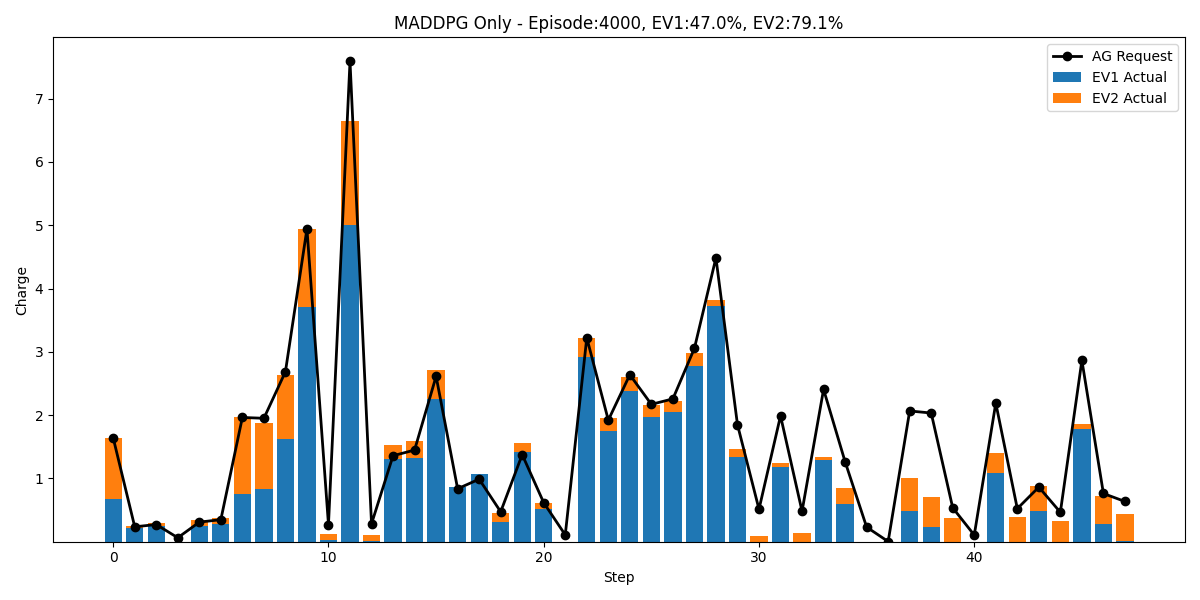 MADDPG Only - Episode:4000, EV1:47.0%, EV2:79.1%
AG Request
EV1 Actual
EV2 Actual
Charge
7
6
5
4
3
2
1
0 10 20 30 40
Step